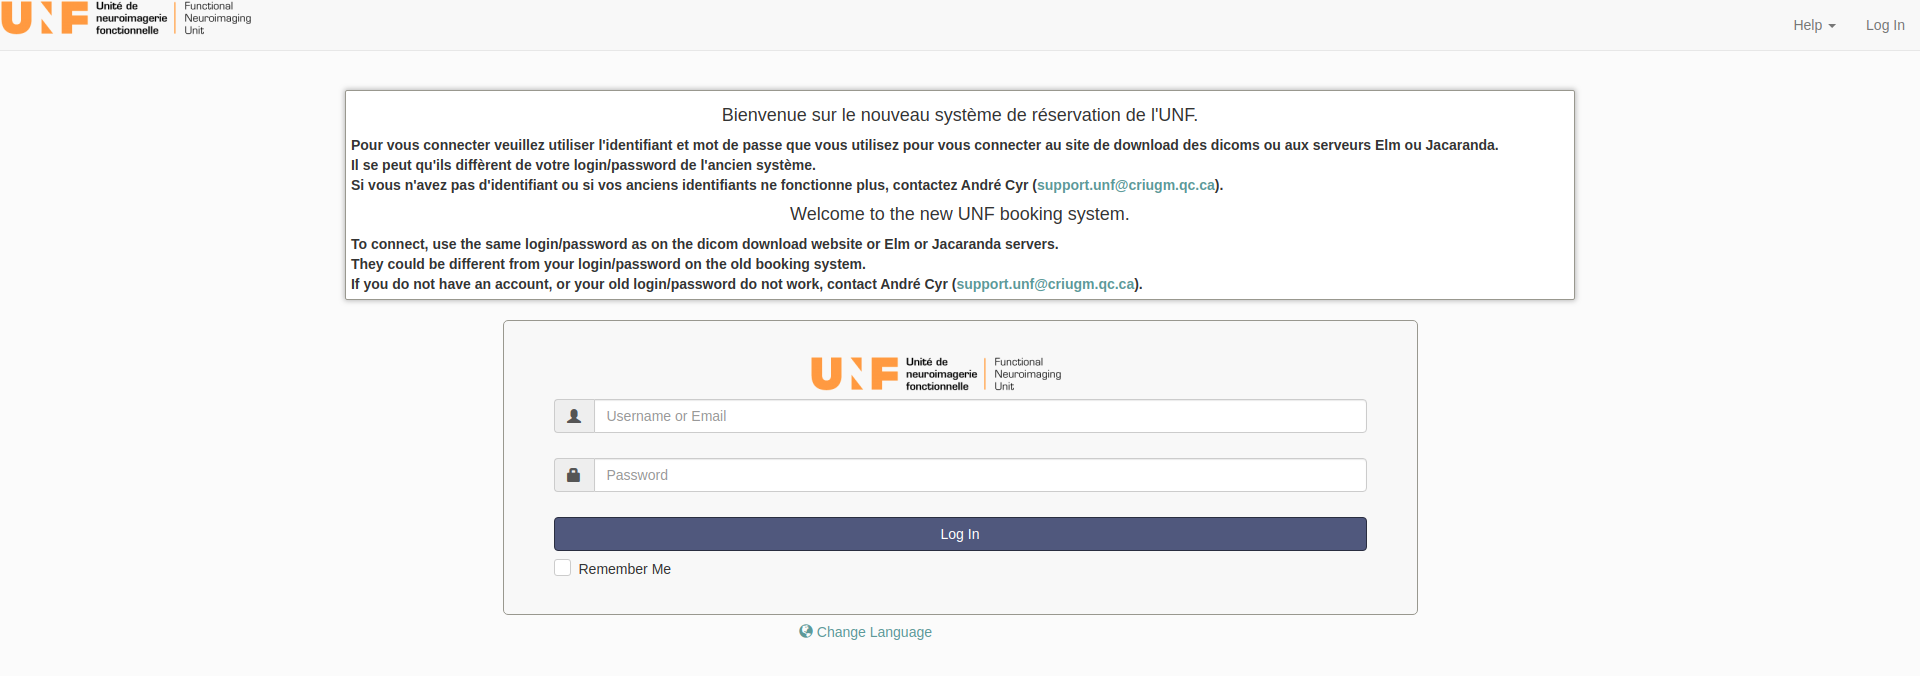 UNF Unité de neuroimagerie fonctionnelle Functional Neuroimaging Unit
Help
Log In
Bienvenue sur le nouveau système de réservation de l'UNF.
Pour vous connecter veuillez utiliser l'identifiant et mot de passe que vous utilisez pour vous connecter au site de download des dicoms ou aux serveurs Elm ou Jacaranda.
Il se peut qu'ils diffèrent de votre login/password de l'ancien système.
Si vous n'avez pas d'identifiant ou si vos anciens identifiants ne fonctionne plus, contactez André Cyr (support.unf@criugm.qc.ca).
Welcome to the new UNF booking system.
To connect, use the same login/password as on the dicom download website or Elm or Jacaranda servers.
They could be different from your login/password on the old booking system.
If you do not have an account, or your old login/password do not work, contact André Cyr (support.unf@criugm.qc.ca).
UNF Unité de neuroimagerie fonctionnelle Functional Neuroimaging Unit
Username or Email
Password
Log In
Remember Me
Change Language